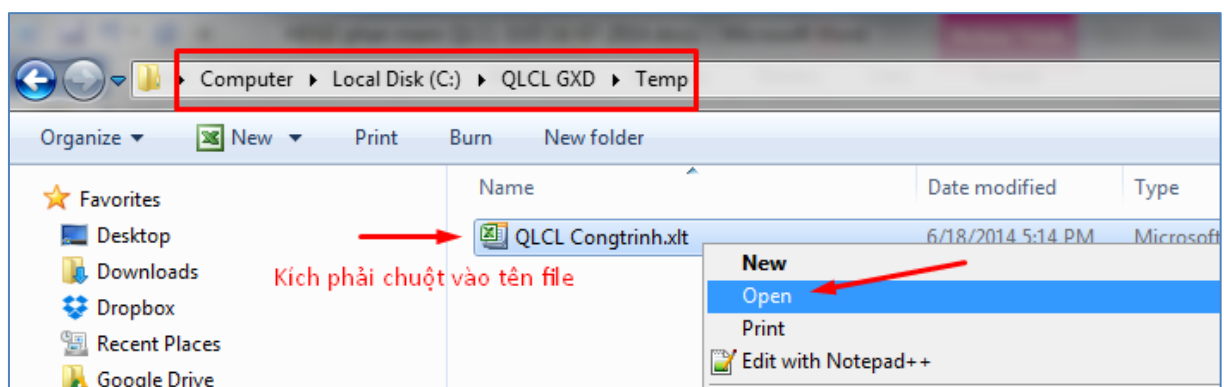 Computer Local Disk (C:) QLCL GXD Temp
Organize New Print Burn New folder
Name Date modified Type
Favorites
Desktop
QLCL Congtrinh.xlt 6/18/2014 5:14 PM Microsoft
Downloads
Kích phải chuột vào tên file
Dropbox
Recent Places
Google Drive
New
Open
Print
Edit with Notepad++